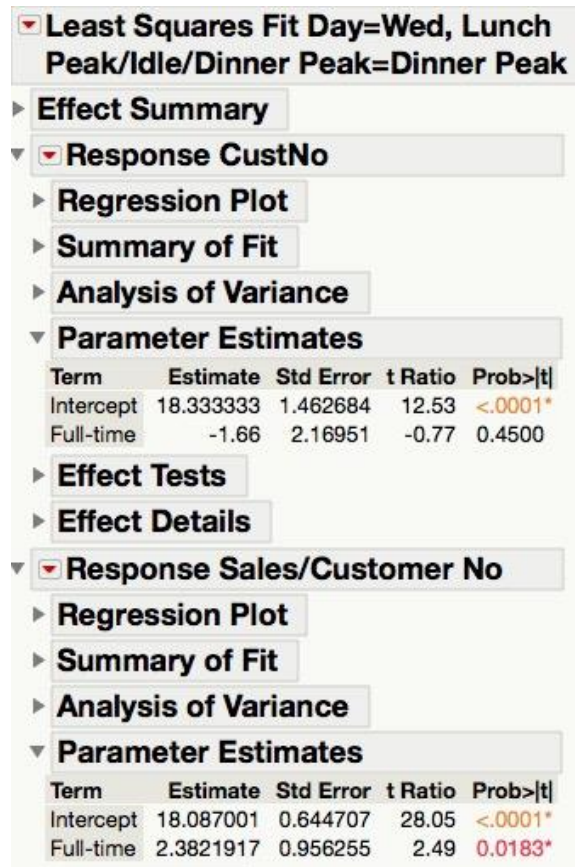 Least Squares Fit Day=Wed, Lunch
Peak/Idle/Dinner Peak=Dinner Peak
Effect Summary
Response CustNo
Regression Plot
Summary of Fit
Analysis of Variance
Parameter Estimates
Term Estimate Std Error t Ratio Prob>|t|
Intercept 18.333333 1.462684 12.53 <.0001*
Full-time -1.66 2.16951 -0.77 0.4500
Effect Tests
Effect Details
Response Sales/Customer No
Regression Plot
Summary of Fit
Analysis of Variance
Parameter Estimates
Term Estimate Std Error t Ratio Prob>|t|
Intercept 18.087001 0.644707 28.05 <.0001*
Full-time 2.3821917 0.956255 2.49 0.0183*